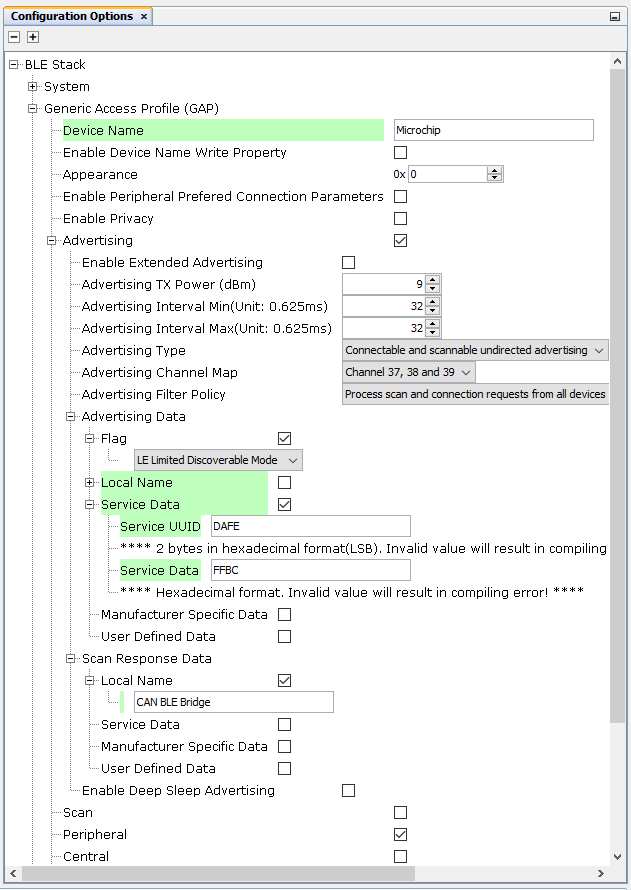 Configuration Options
BLE Stack
System
Generic Access Profile (GAP)
Device Name Microchip
Enable Device Name Write Property
Appearance 0x 0
Enable Peripheral Prefered Connection Parameters
Enable Privacy
Advertising
Enable Extended Advertising
Advertising TX Power (dBm) 9
Advertising Interval Min(Unit: 0.625ms) 32
Advertising Interval Max(Unit: 0.625ms) 32
Advertising Type Connectable and scannable undirected advertising
Advertising Channel Map Channel 37, 38 and 39
Advertising Filter Policy Process scan and connection requests from all devices
Advertising Data
Flag
LE Limited Discoverable Mode
Local Name
Service Data
Service UUID DAFE
**** 2 bytes in hexadecimal format(LSB). Invalid value will result in compiling
Service Data FFBC
**** Hexadecimal format. Invalid value will result in compiling error! ****
Manufacturer Specific Data
User Defined Data
Scan Response Data
Local Name
CAN BLE Bridge
Service Data
Manufacturer Specific Data
User Defined Data
Enable Deep Sleep Advertising
Scan
Peripheral
Central